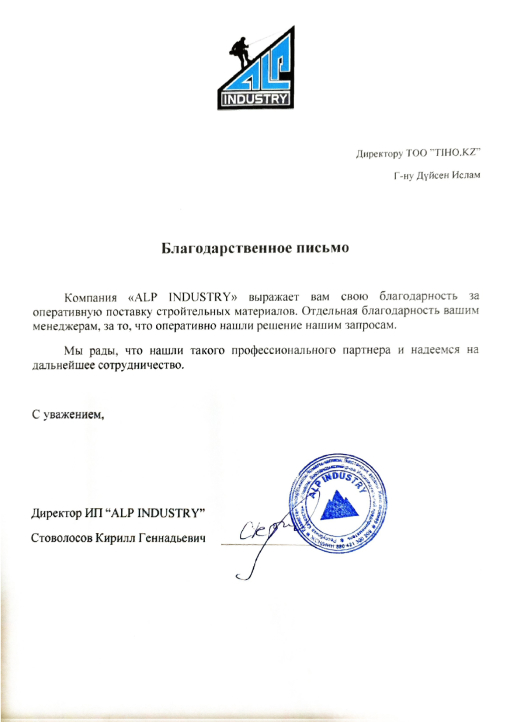 ALP
INDUSTRY
Директору ТОО "TIHO.KZ"
Г-ну Дүйсен Ислам
Благодарственное письмо
Компания «ALP INDUSTRY» выражает вам свою благодарность за
оперативную поставку стройтельных материалов. Отдельная благодарность вашим
менеджерам, за то, что оперативно нашли решение нашим запросам.
Мы рады, что нашли такого профессионального партнера и надеемся на
дальнейшее сотрудничество.
С уважением,
ALP INDUSTRY
Директор ИП “ALP INDUSTRY”
Стоволосов Кирилл Геннадьевич